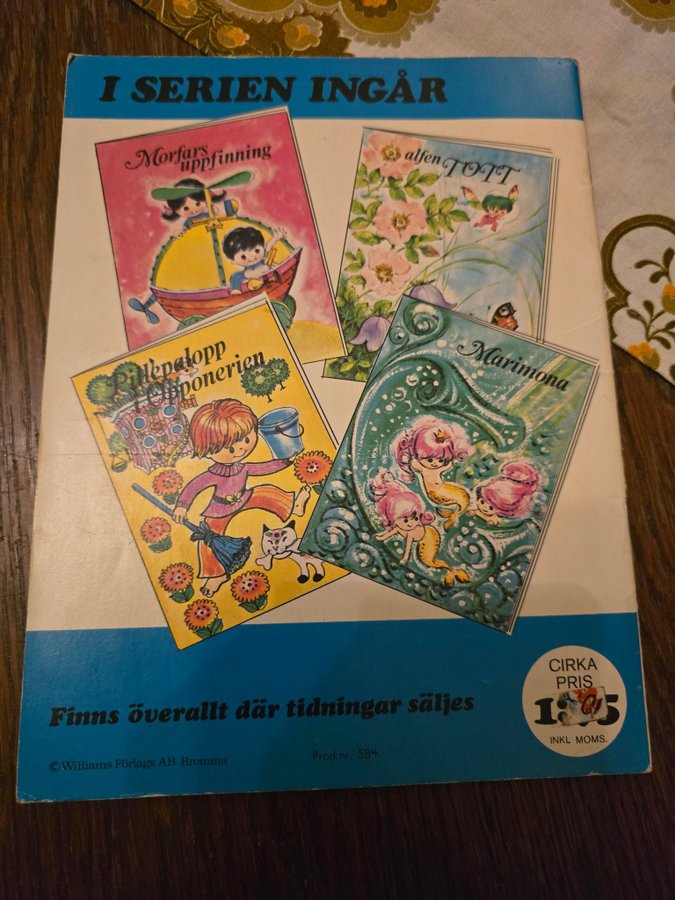 I SERIEN INGÅR
Morfars
uppfinning
alfen TOTT
Pillepalopp
Marimona
Finns överallt där tidningar säljes
CIRKA
PRIS
INKL MOMS.
© Williams Förlags AB Bromma
Prod.nr. 584.